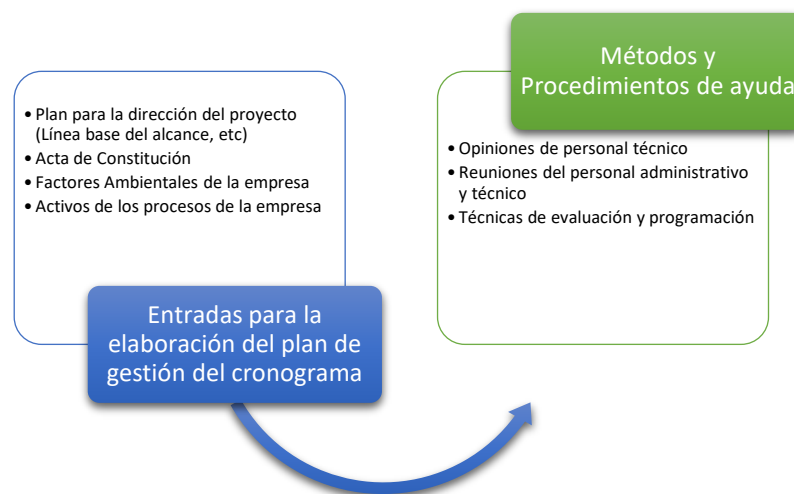 • Plan para la dirección del proyecto
(Línea base del alcance, etc)
• Acta de Constitución
• Factores Ambientales de la empresa
• Activos de los procesos de la empresa
Entradas para la
elaboración del plan de
gestión del cronograma
Métodos y
Procedimientos de ayuda
• Opiniones de personal técnico
• Reuniones del personal administrativo
y técnico
• Técnicas de evaluación y programación